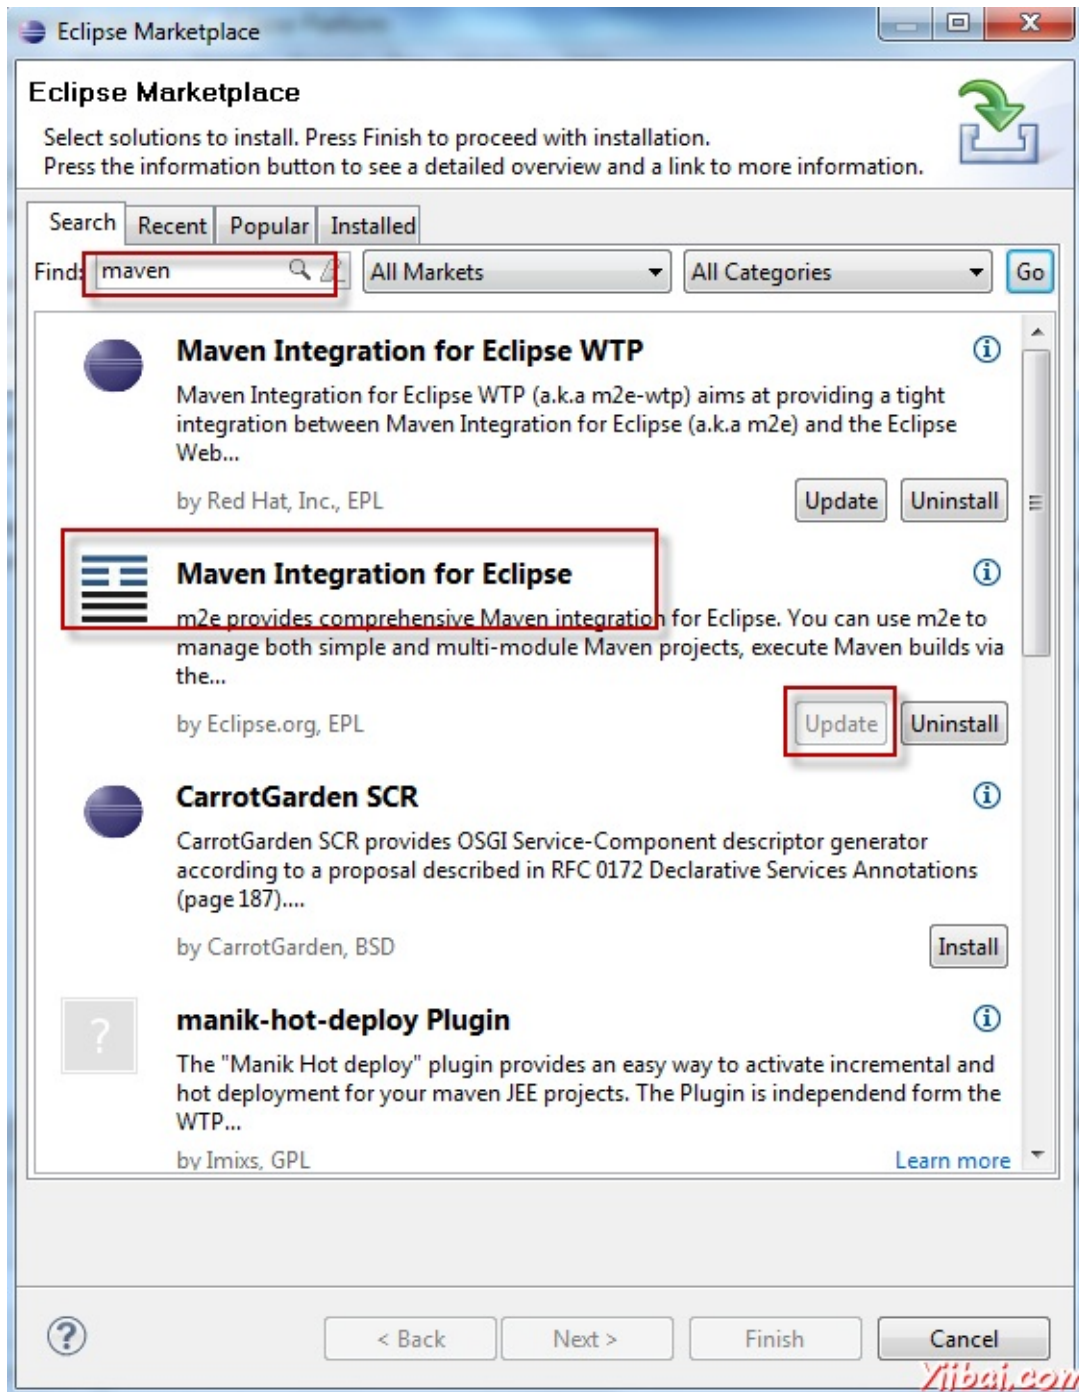 Eclipse Marketplace
Eclipse Marketplace
Select solutions to install. Press Finish to proceed with installation.
Press the information button to see a detailed overview and a link to more information.
Search Recent Popular Installed
Find: maven All Markets All Categories Go
Maven Integration for Eclipse WTP
Maven Integration for Eclipse WTP (a.k.a m2e-wtp) aims at providing a tight
integration between Maven Integration for Eclipse (a.k.a m2e) and the Eclipse
Web...
by Red Hat, Inc., EPL Update Uninstall
Maven Integration for Eclipse
m2e provides comprehensive Maven integration for Eclipse. You can use m2e to
manage both simple and multi-module Maven projects, execute Maven builds via
the...
by Eclipse.org, EPL Update Uninstall
CarrotGarden SCR
CarrotGarden SCR provides OSGI Service-Component descriptor generator
according to a proposal described in RFC 0172 Declarative Services Annotations
(page 187)....
by CarrotGarden, BSD Install
manik-hot-deploy Plugin
The "Manik Hot deploy" plugin provides an easy way to activate incremental and
hot deployment for your maven JEE projects. The Plugin is independend form the
WTP...
by Imixs, GPL Learn more
< Back Next > Finish Cancel
Yiibai.com